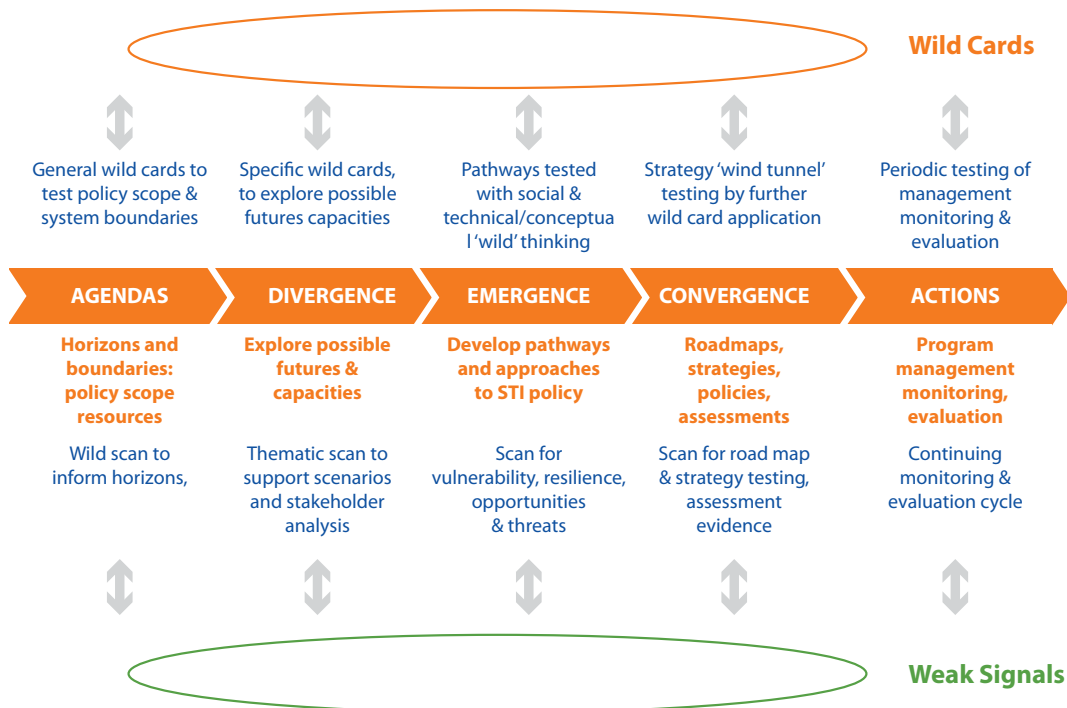 Wild Cards
General wild cards to
test policy scope &
system boundaries
Specific wild cards,
to explore possible
futures capacities
Pathways tested
with social &
technical/conceptua
l ‘wild’ thinking
Strategy ‘wind tunnel’
testing by further
wild card application
Periodic testing of
management
monitoring &
evaluation
AGENDAS
DIVERGENCE
EMERGENCE
CONVERGENCE
ACTIONS
Horizons and
boundaries:
policy scope
resources
Explore possible
futures &
capacities
Develop pathways
and approaches
to STI policy
Roadmaps,
strategies,
policies,
assessments
Program
management
monitoring,
evaluation
Wild scan to
inform horizons,
Thematic scan to
support scenarios
and stakeholder
analysis
Scan for
vulnerability, resilience,
opportunities
& threats
Scan for road map
& strategy testing,
assessment
evidence
Continuing
monitoring &
evaluation cycle
Weak Signals